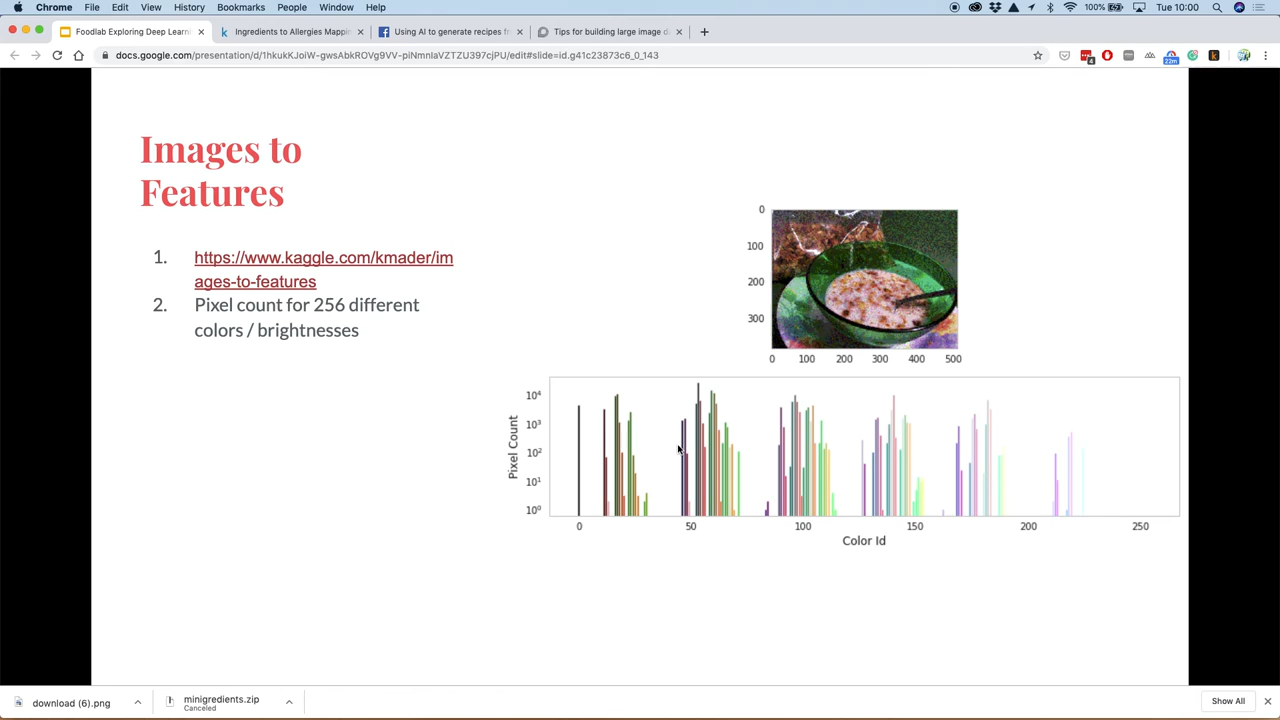 Chrome File Edit View History Bookmarks People Window Help 100% Tue 10:00
Foodlab Exploring Deep Learni Ingredients to Allergies Mappin Using AI to generate recipes fr Tips for building large image d
docs.google.com/presentation/d/1hkukKJoiW-gwsAbkROVg9VV-piNmnIaVZTZU397cjPU/edit#slide=id.g41c23873c6_0_143
Images to
Features
1. https://www.kaggle.com/kmader/im
ages-to-features
2. Pixel count for 256 different
colors / brightnesses
0
100
200
300
0 100 200 300 400 500
Pixel Count
10⁴
10³
10²
10¹
10⁰
0 50 100 150 200 250
Color Id
download (6).png
minigredients.zip
Canceled
Show All